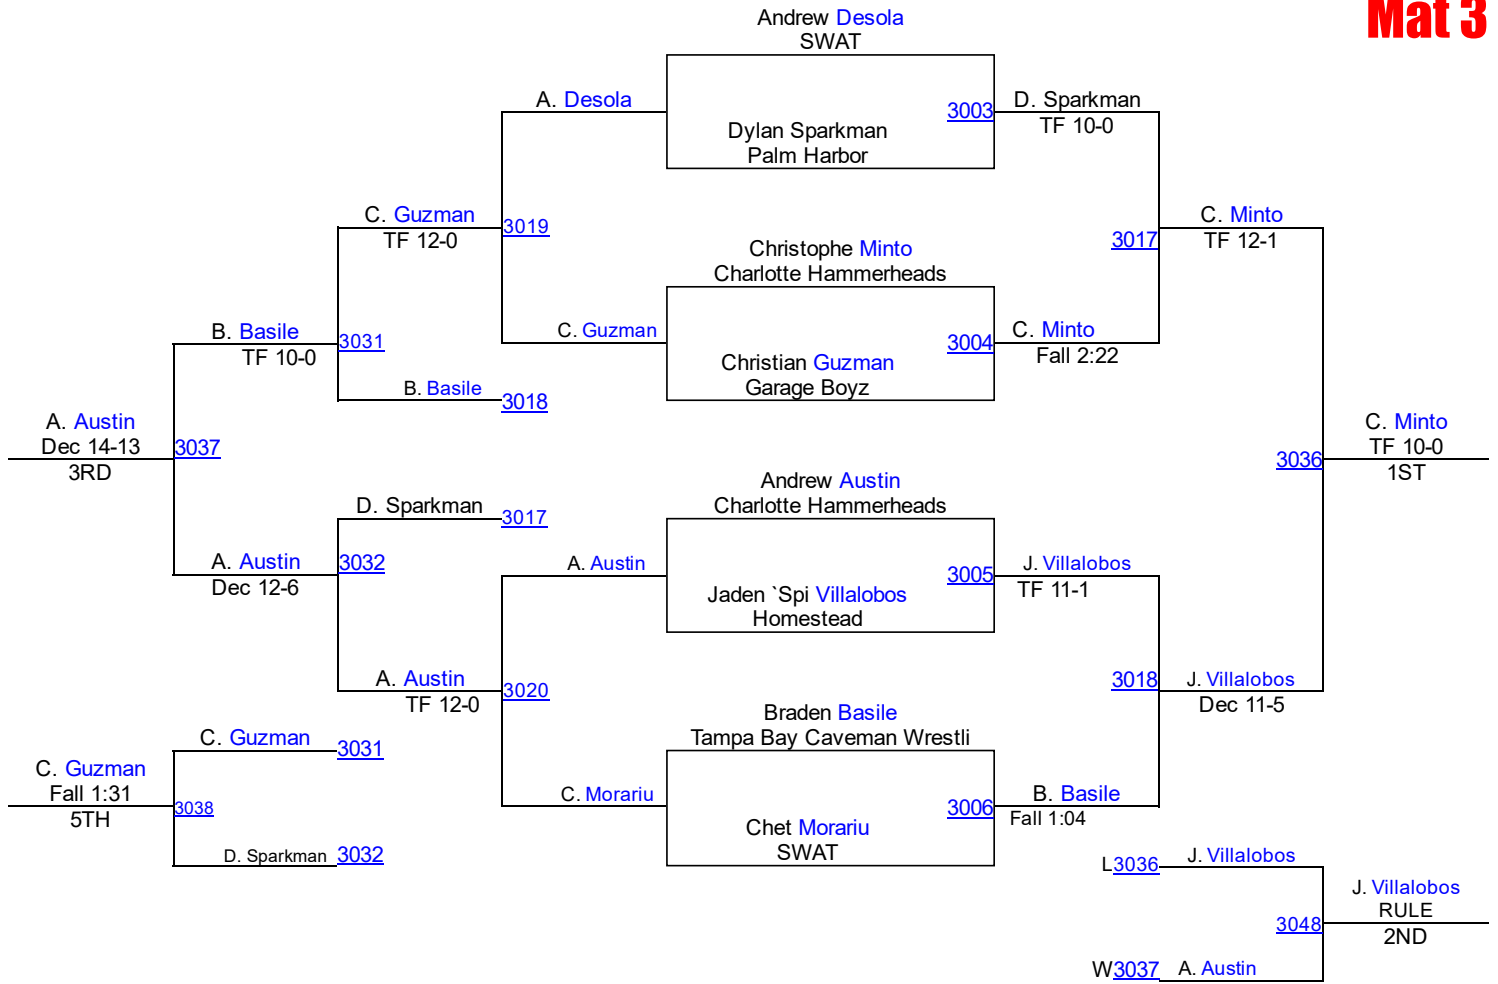 Mat 3
Andrew Desola
SWAT
A. Desola
3003
D. Sparkman
TF 10-0
Dylan Sparkman
Palm Harbor
C. Guzman
TF 12-0
3019
C. Minto
TF 12-1
3017
Christophe Minto
Charlotte Hammerheads
B. Basile
TF 10-0
3031
C. Guzman
3004
C. Minto
Fall 2:22
Christian Guzman
Garage Boyz
B. Basile
3018
A. Austin
Dec 14-13
3RD
3037
C. Minto
TF 10-0
1ST
3036
Andrew Austin
Charlotte Hammerheads
D. Sparkman
3017
A. Austin
Dec 12-6
3032
A. Austin
3005
J. Villalobos
TF 11-1
Jaden `Spi Villalobos
Homestead
A. Austin
TF 12-0
3020
3018
J. Villalobos
Dec 11-5
Braden Basile
Tampa Bay Caveman Wrestli
C. Guzman
3031
C. Guzman
Fall 1:31
5TH
3038
C. Morariu
3006
B. Basile
Fall 1:04
Chet Morariu
SWAT
D. Sparkman
3032
L3036
J. Villalobos
J. Villalobos
RULE
2ND
3048
W3037
A. Austin